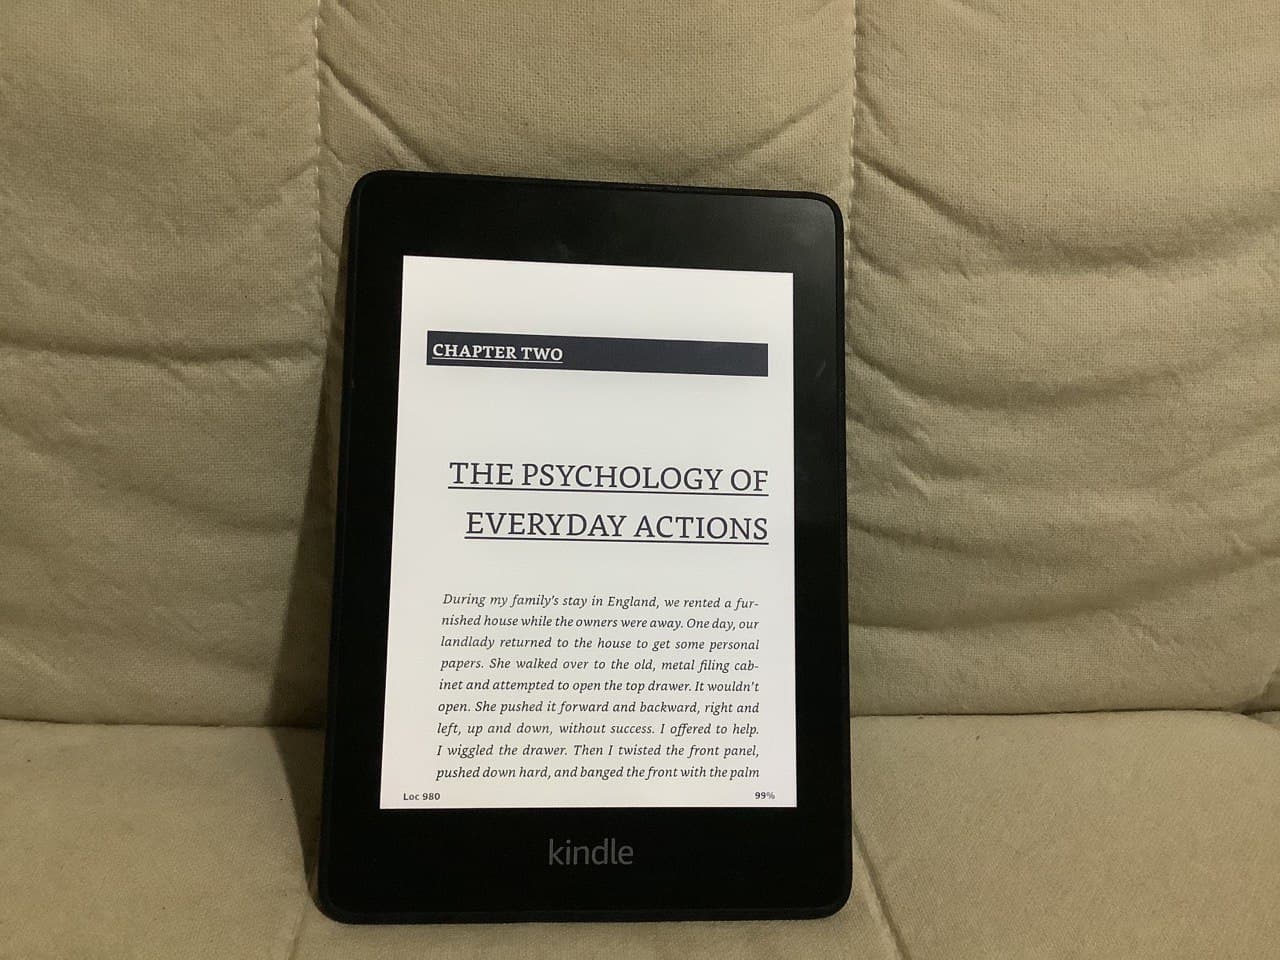 CHAPTER TWO
THE PSYCHOLOGY OF
EVERYDAY ACTIONS
During my family's stay in England, we rented a fur-
nished house while the owners were away. One day, our
landlady returned to the house to get some personal
papers. She walked over to the old, metal filing cab-
inet and attempted to open the top drawer. It wouldn't
open. She pushed it forward and backward, right and
left, up and down, without success. I offered to help.
I wiggled the drawer. Then I twisted the front panel,
pushed down hard, and banged the front with the palm
Loc 980 99%
kindle